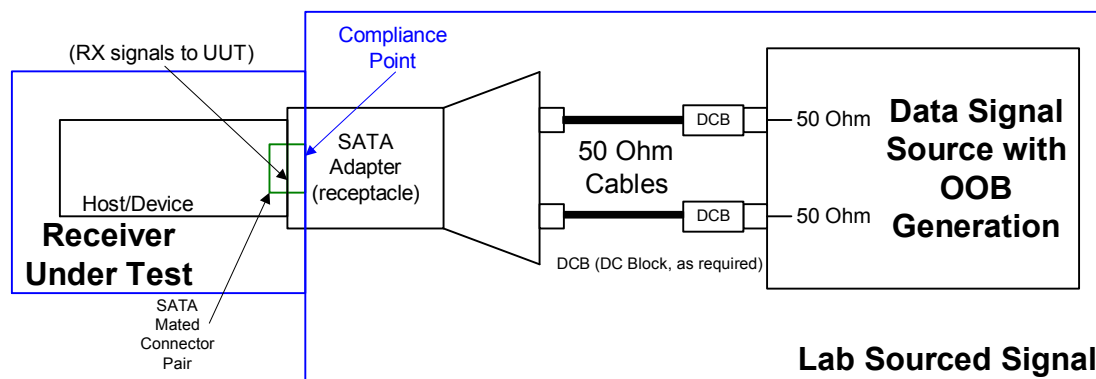 (RX signals to UUT)
Compliance
Point
SATA
Adapter
(receptacle)
Host/Device
Receiver
Under Test
SATA
Mated
Connector
Pair
DCB
DCB
50 Ohm
Cables
DCB (DC Block, as required)
50 Ohm
50 Ohm
Data Signal
Source with
OOB
Generation
Lab Sourced Signal